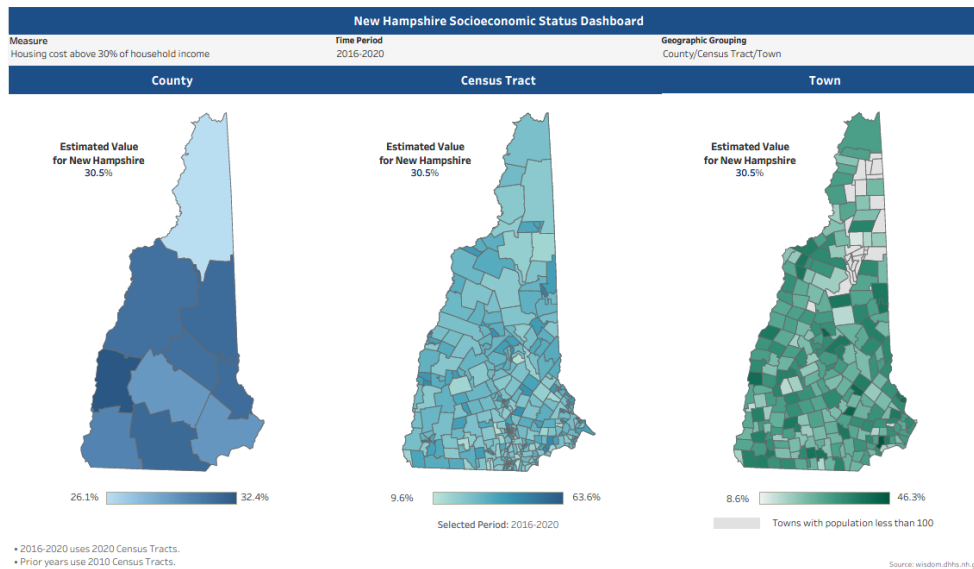 New Hampshire Socioeconomic Status Dashboard
Measure
Time Period
Geographic Grouping
Housing cost above 30% of household income
2016-2020
County/Census Tract/Town
County
Census Tract
Town
Estimated Value
for New Hampshire
30.5%
Estimated Value
for New Hampshire
30.5%
Estimated Value
for New Hampshire
30.5%
26.1%
32.4%
9.6%
63.6%
8.6%
46.3%
Selected Period: 2016-2020
Towns with population less than 100
• 2016-2020 uses 2020 Census Tracts.
• Prior years use 2010 Census Tracts.
Source: wisdom.dhhs.nh.g